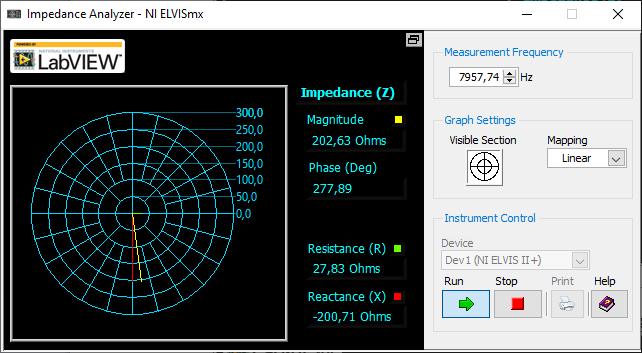 Impedance Analyzer - NI ELVISmx
POWERED BY
NATIONAL INSTRUMENTS
LabVIEW™
300,0
250,0
200,0
150,0
100,0
50,00
0,00
Impedance (Z)
Magnitude
202,63 Ohms
Phase (Deg)
277,89
Resistance (R)
27,83 Ohms
Reactance (X)
-200,71 Ohms
Measurement Frequency
7957,74 Hz
Graph Settings
Visible Section
Mapping
Linear
Instrument Control
Device
Dev1 (NI ELVIS II+)
Run Stop Print Help